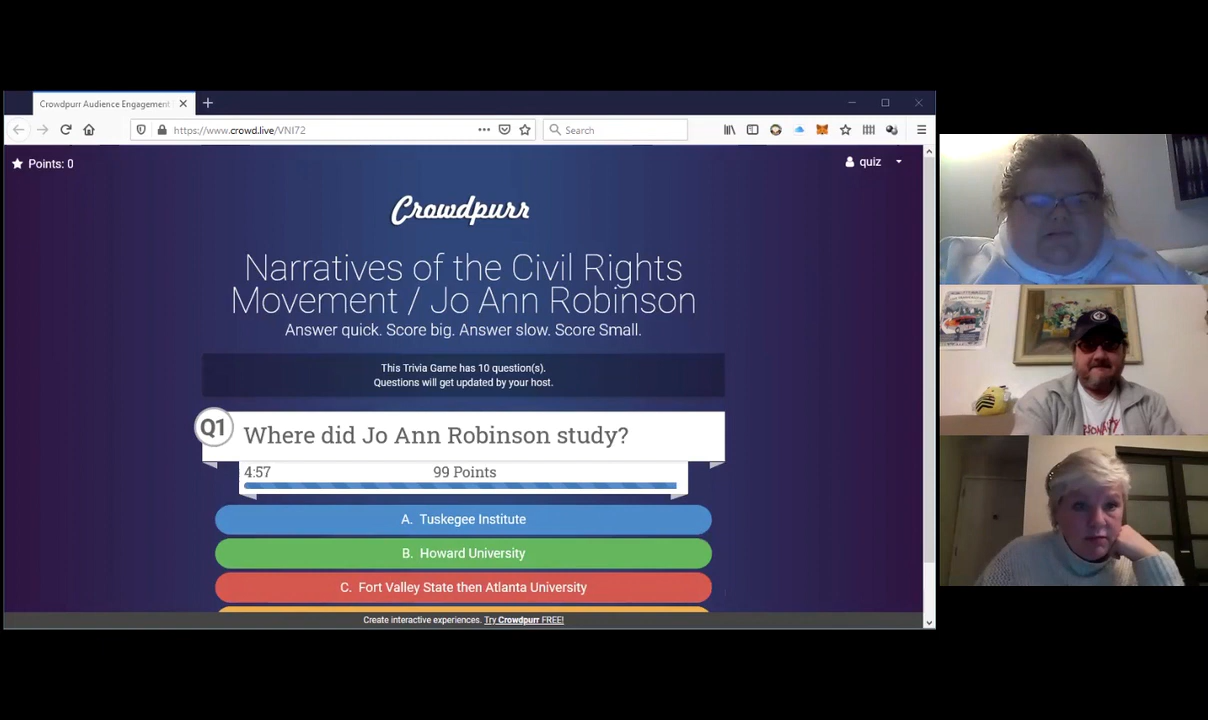 Crowdpurr Audience Engagement
https://www.crowd.live/VNI72
Search
Points: 0
quiz
Crowdpurr
Narratives of the Civil Rights
Movement / Jo Ann Robinson
Answer quick. Score big. Answer slow. Score Small.
This Trivia Game has 10 question(s).
Questions will get updated by your host.
Q1 Where did Jo Ann Robinson study?
4:57 99 Points
A. Tuskegee Institute
B. Howard University
C. Fort Valley State then Atlanta University
Create interactive experiences. Try Crowdpurr FREE!